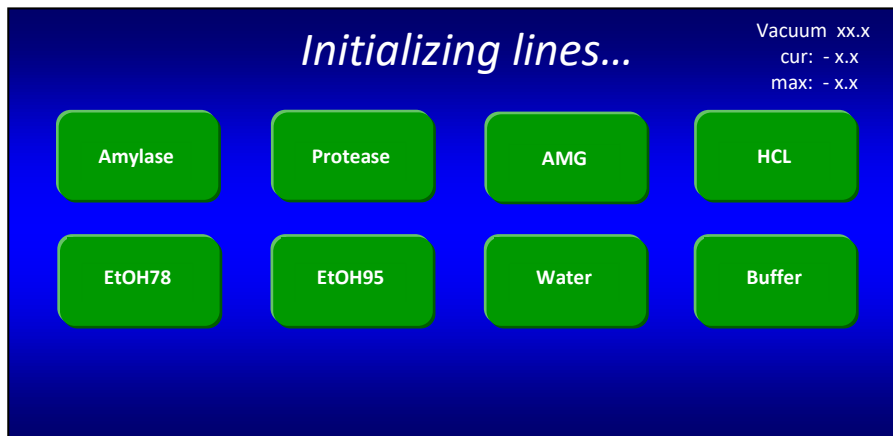 Initializing lines...
Vacuum xx.x
cur: - x.x
max: - x.x
Amylase
Protease
AMG
HCL
EtOH78
EtOH95
Water
Buffer